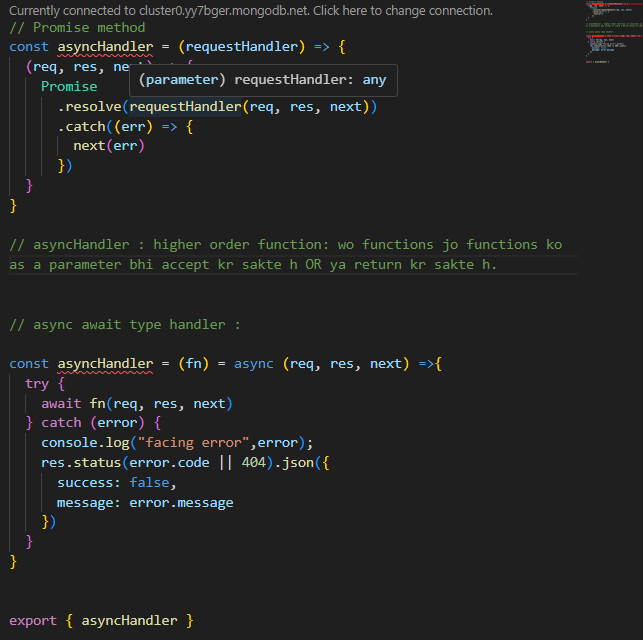 Currently connected to cluster0.yy7bger.mongodb.net. Click here to change connection.
// Promise method
const asyncHandler = (requestHandler) => {
(req, res, ne
(parameter) requestHandler: any
Promise
.resolve(requestHandler(req, res, next))
.catch((err) => {
next(err)
})
}
}
// asyncHandler : higher order function: wo functions jo functions ko
as a parameter bhi accept kr sakte h OR ya return kr sakte h.
// async await type handler :
const asyncHandler = (fn) = async (req, res, next) =>{
try {
await fn(req, res, next)
} catch (error) {
console.log("facing error",error);
res.status(error.code || 404).json({
success: false,
message: error.message
})
}
}
export { asyncHandler }